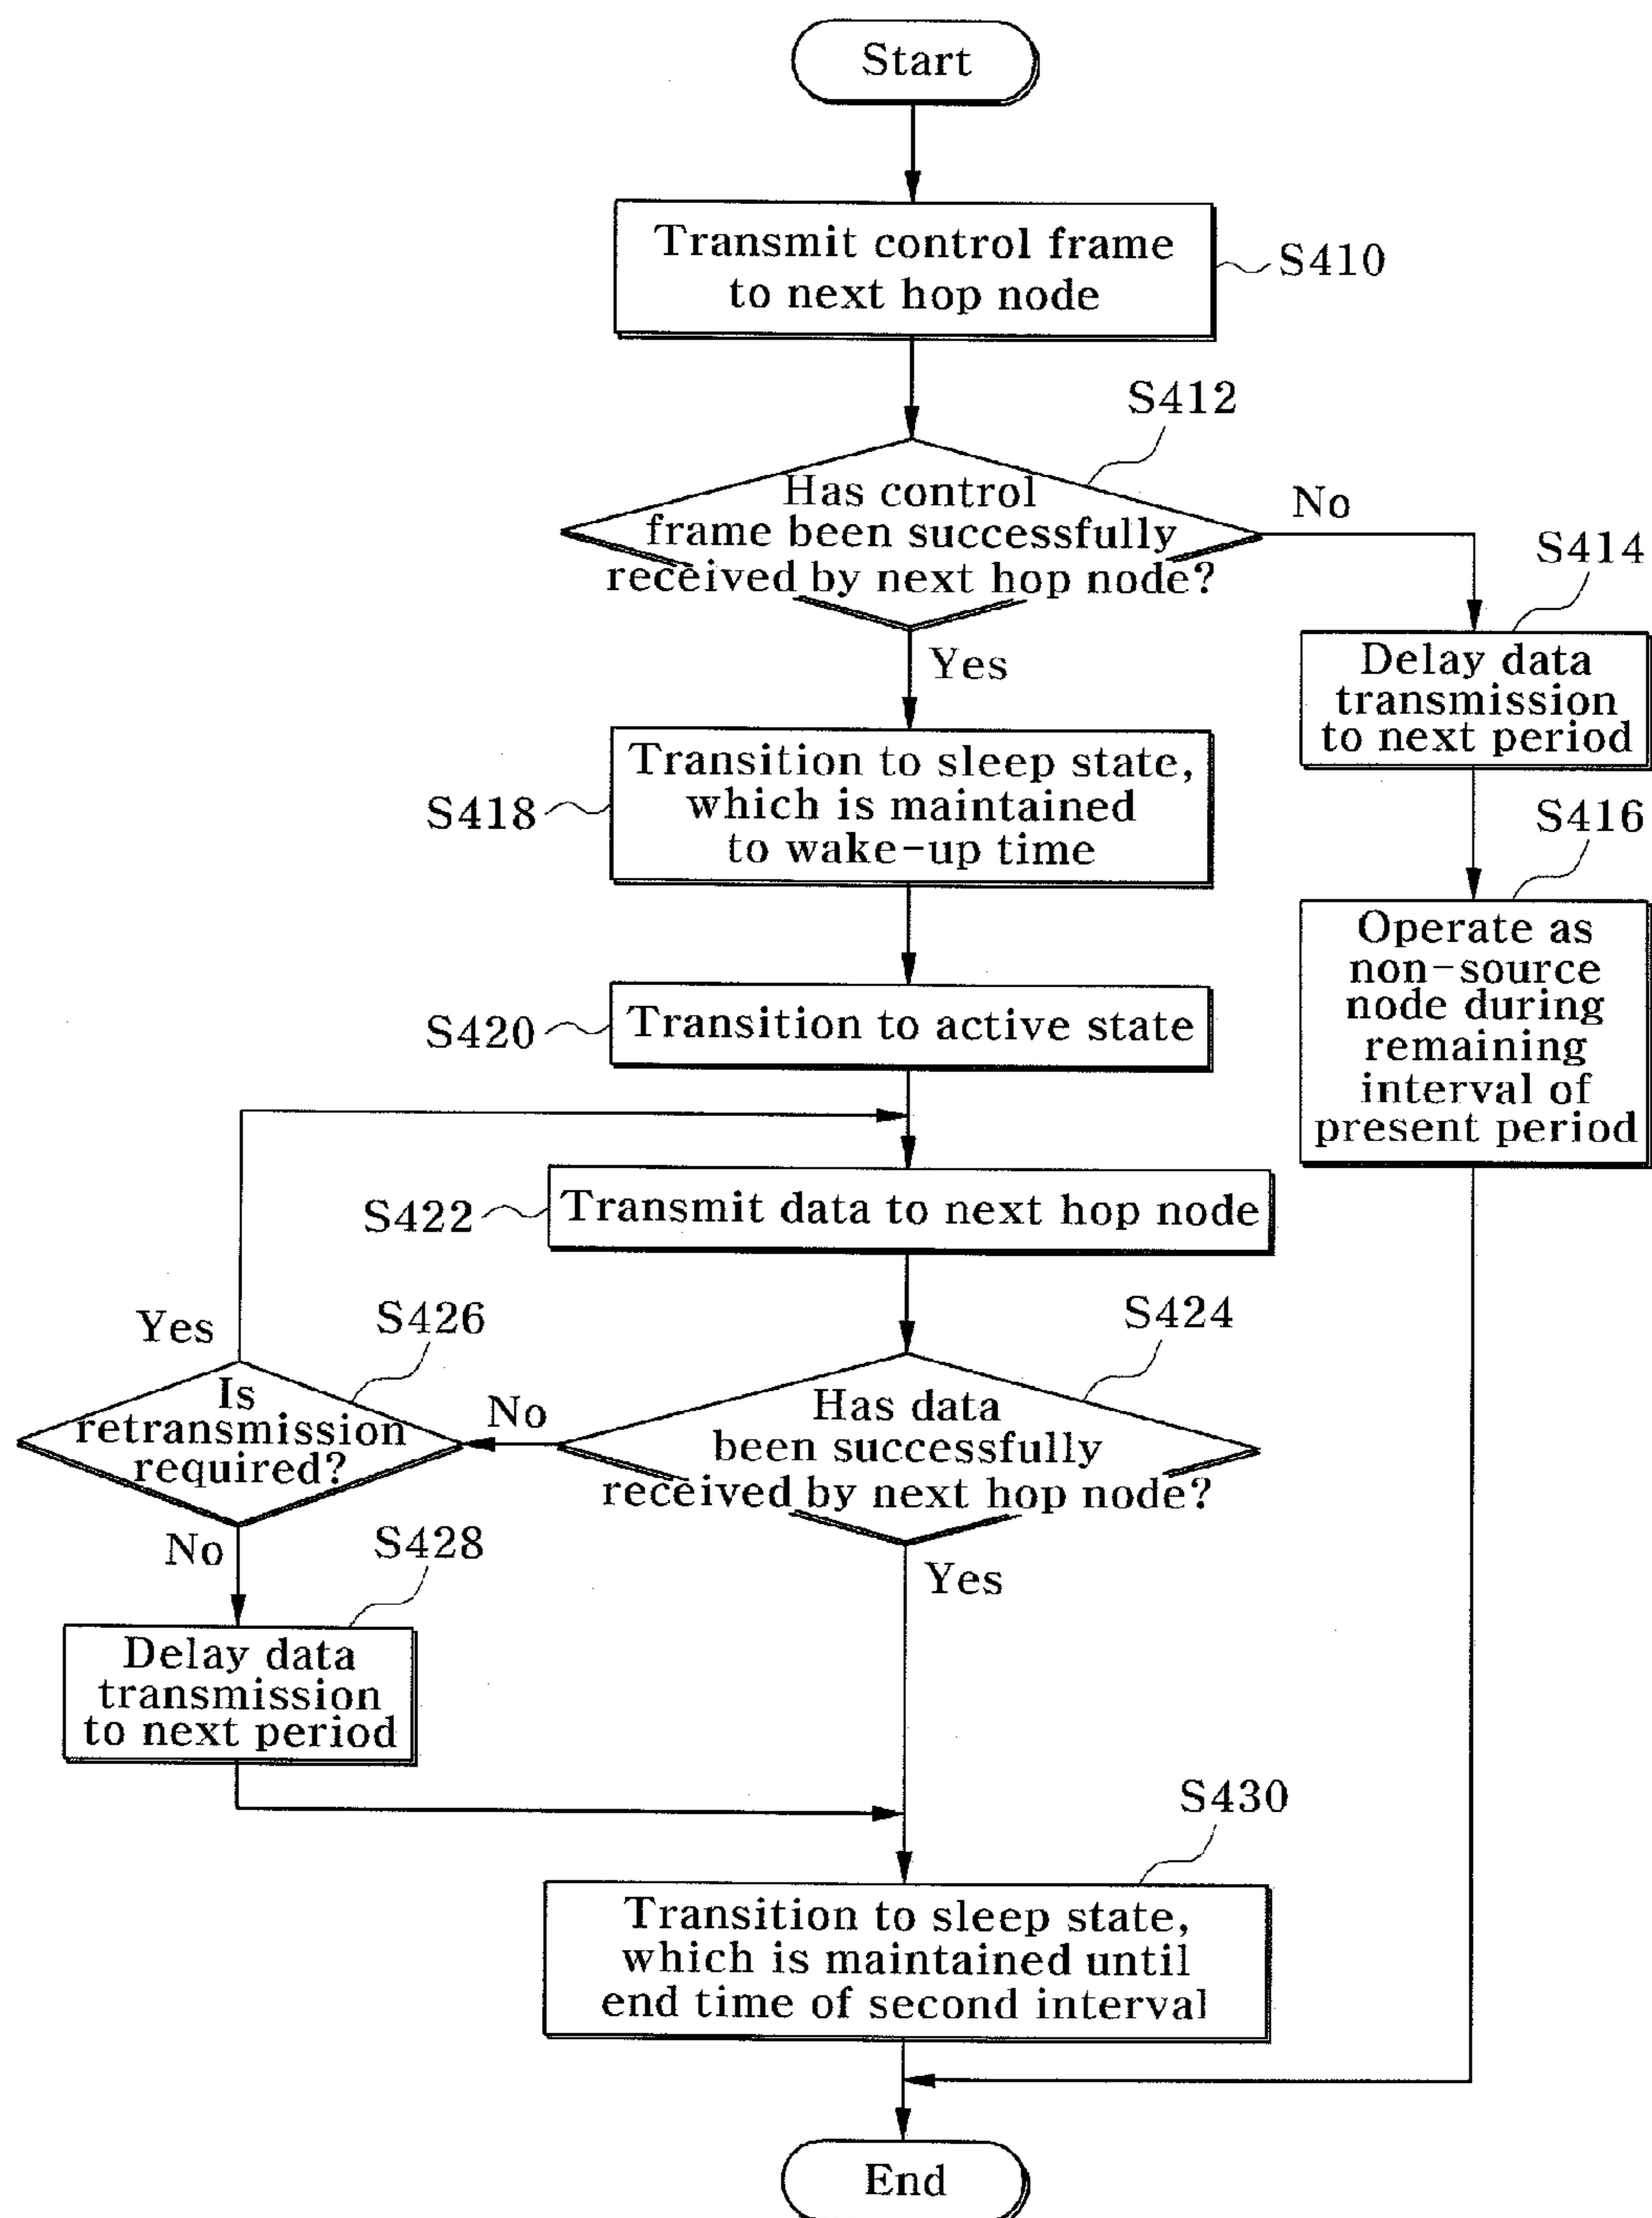 Start
Transmit control frame
to next hop node
S410
S412
Has control
frame been successfully
received by next hop node?
No
Yes
S414
Delay data
transmission
to next period
S418
Transition to sleep state,
which is maintained
to wake-up time
S416
Operate as
non-source
node during
remaining
interval of
present period
S420
Transition to active state
S422
Transmit data to next hop node
S424
Has data
been successfully
received by next hop node?
No
Yes
S426
Is
retransmission
required?
Yes
No
S428
Delay data
transmission
to next period
S430
Transition to sleep state,
which is maintained until
end time of second interval
End